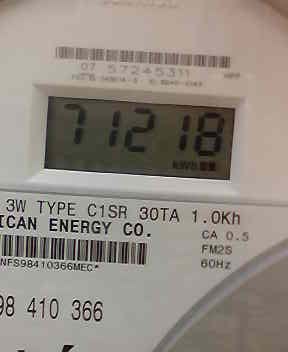 07 57245311 MPP
71218
kWh
3W TYPE C1SR 30TA 1.0Kh
ICAN ENERGY CO.
CA 0.5
FM2S
60Hz
NFS98410366MEC*
98 410 366